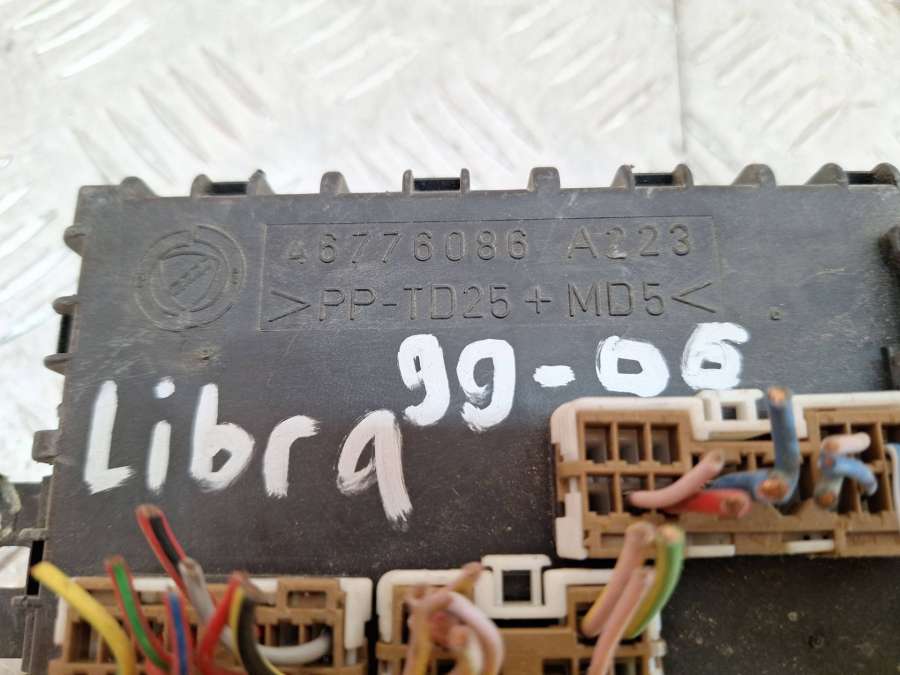 46776086 A223
>PP-TD25+MD5<
Libra 99-06